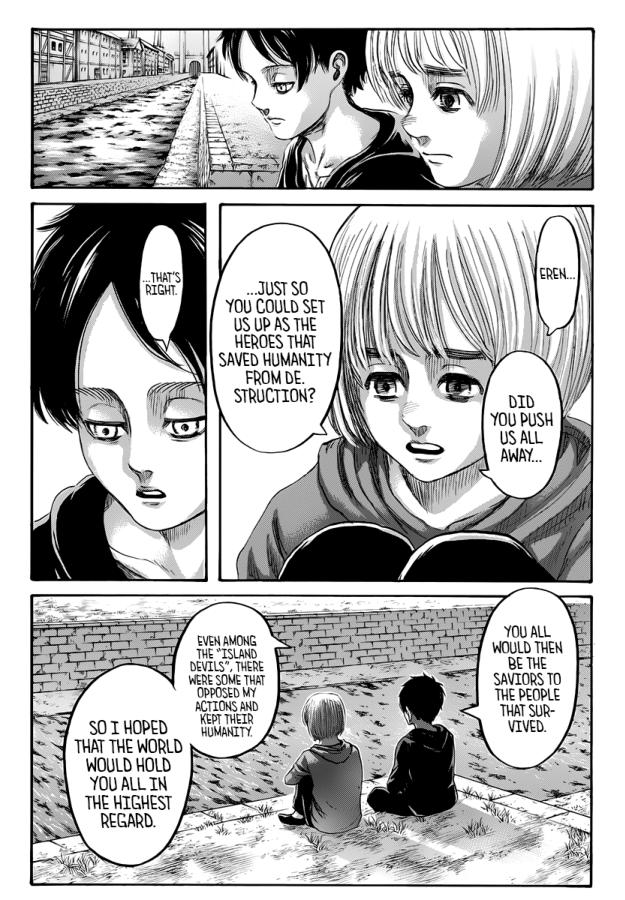 EREN...
DID
YOU PUSH
US ALL
AWAY...
...JUST SO
YOU COULD SET
US UP AS THE
HEROES THAT
SAVED HUMANITY
FROM DE.
STRUCTION?
...THAT'S
RIGHT.
YOU ALL
WOULD THEN
BE THE
SAVIORS TO
THE PEOPLE
THAT SUR-
VIVED.
EVEN AMONG
THE "ISLAND
DEVILS", THERE
WERE SOME THAT
OPPOSED MY
ACTIONS AND
KEPT THEIR
HUMANITY.
SO I HOPED
THAT THE WORLD
WOULD HOLD
YOU ALL IN
THE HIGHEST
REGARD.